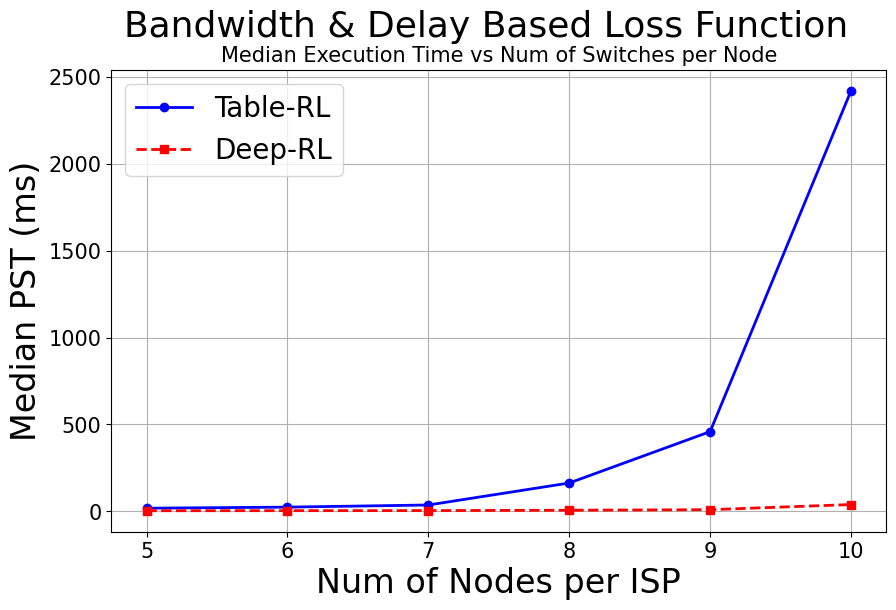 Bandwidth & Delay Based Loss Function
Median Execution Time vs Num of Switches per Node
2500
2000
1500
1000
500
0
Median PST (ms)
Table-RL
Deep-RL
5 6 7 8 9 10
Num of Nodes per ISP